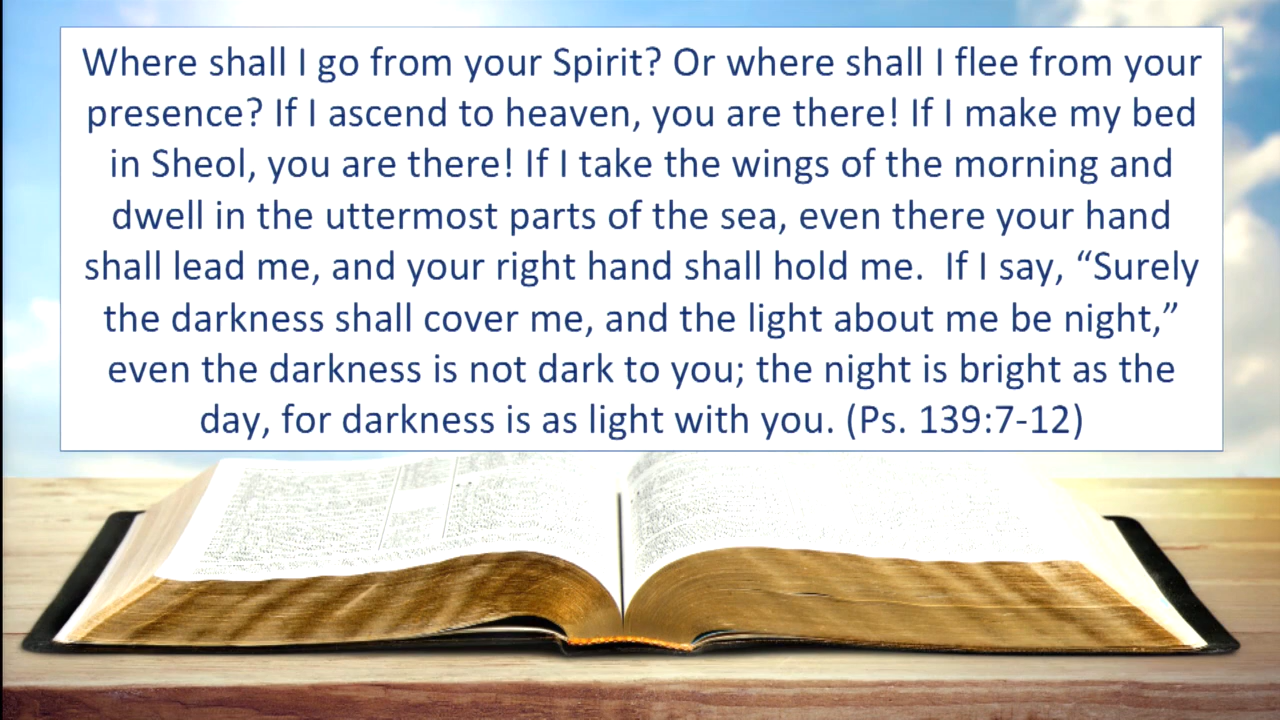 Where shall I go from your Spirit? Or where shall I flee from your
presence? If I ascend to heaven, you are there! If I make my bed
in Sheol, you are there! If I take the wings of the morning and
dwell in the uttermost parts of the sea, even there your hand
shall lead me, and your right hand shall hold me.  If I say, “Surely
the darkness shall cover me, and the light about me be night,”
even the darkness is not dark to you; the night is bright as the
day, for darkness is as light with you. (Ps. 139:7-12)